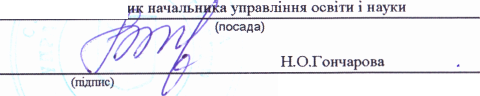 ик начальника управління освіти і науки
(посада)
Н.О.Гончарова
(підпис)